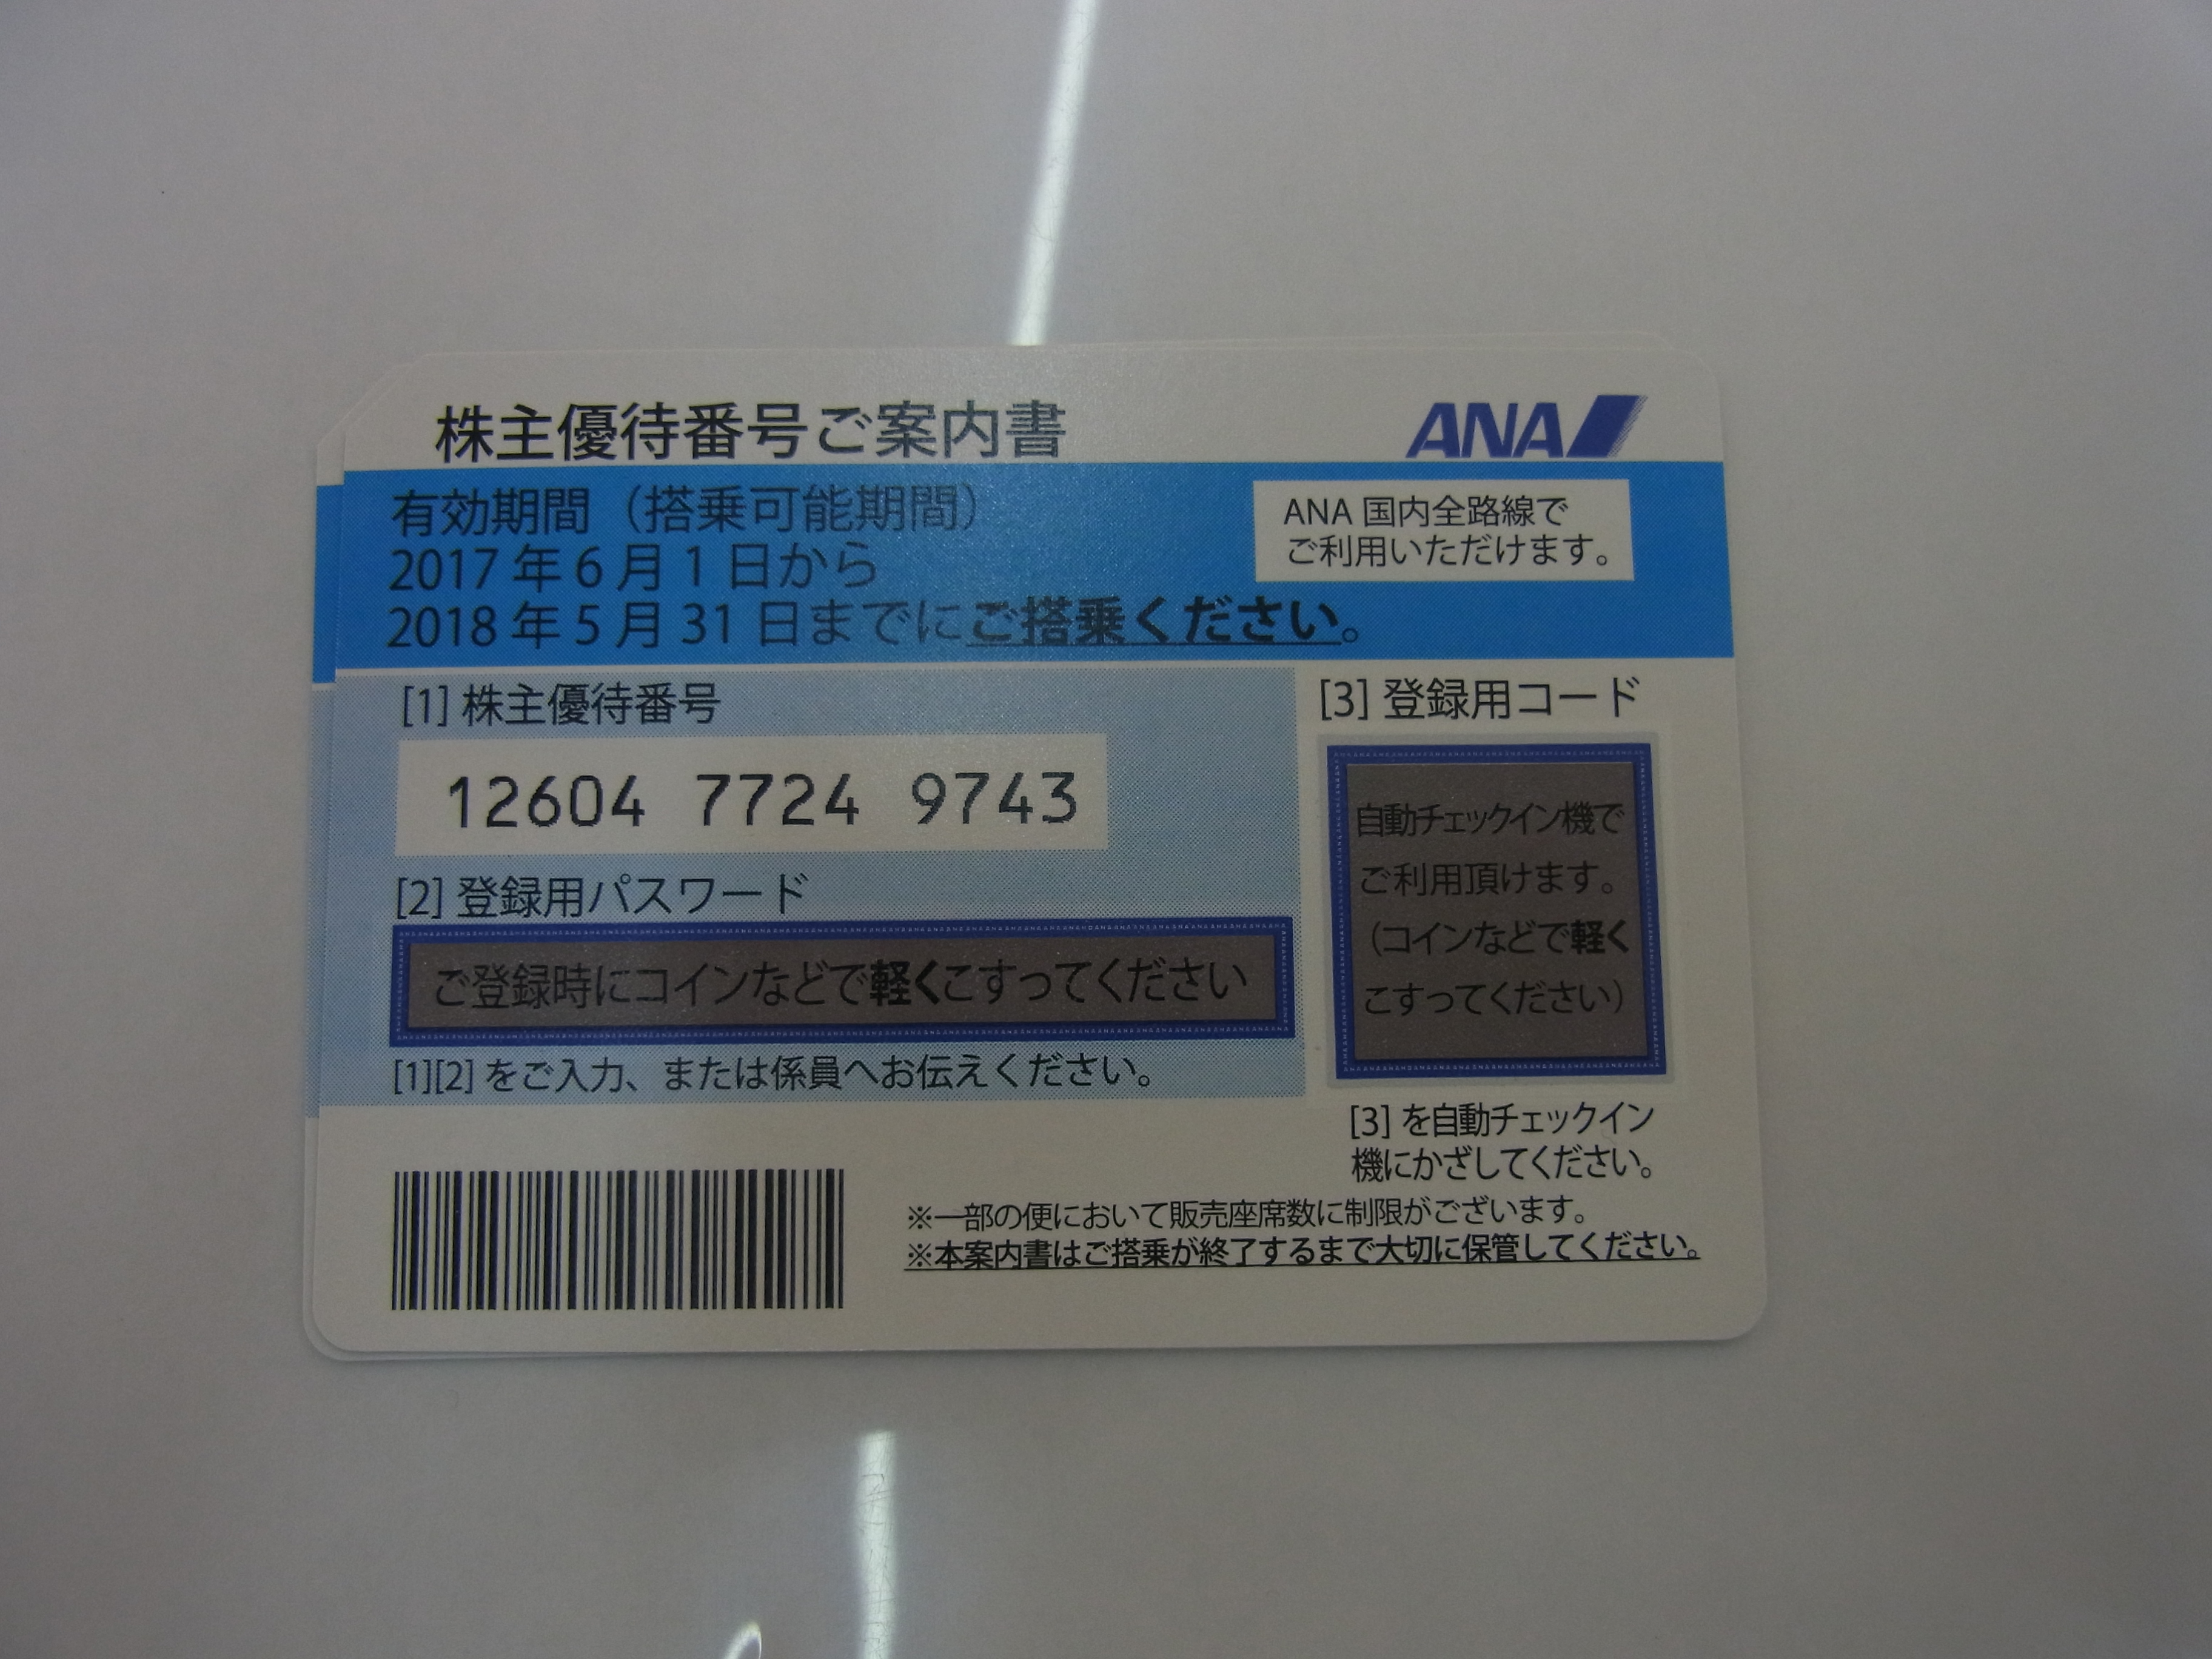 株主優待番号ご案内書
ANA
有効期間（搭乗可能期間）
2017 年 6 月 1 日から
2018 年 5 月 31 日までにご搭乗ください。
ANA 国内全路線で
ご利用いただけます。
[1] 株主優待番号
12604 7724 9743
[2] 登録用パスワード
ご登録時にコインなどで軽くこすってください
[1][2] をご入力、または係員へお伝えください。
[3] 登録用コード
自動チェックイン機で
ご利用頂けます。
（コインなどで軽く
こすってください）
[3] を自動チェックイン
機にかざしてください。
※一部の便において販売座席数に制限がございます。
※本案内書はご搭乗が終了するまで大切に保管してください。